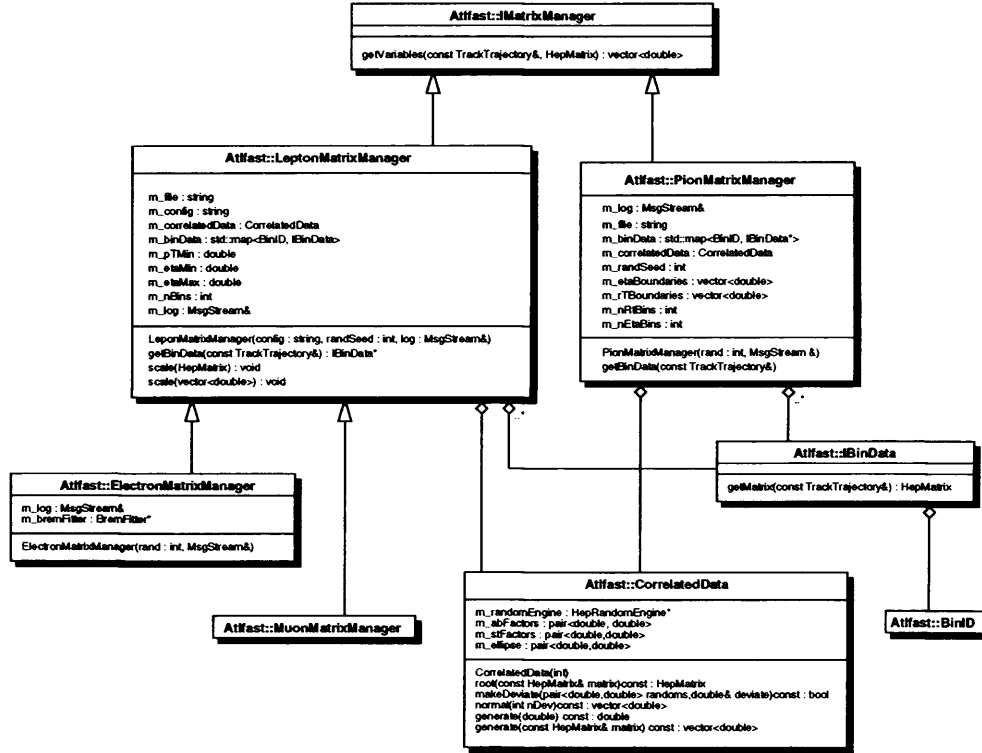 Atlfast::IMatrixManager
getVariables(const TrackTrajectory&, HepMatrix) : vector<double>
Atlfast::LeptonMatrixManager
m_file : string
m_config : string
m_correlatedData : CorrelatedData
m_binData : std::map<BinID, IBinData>
m_pTMin : double
m_etaMin : double
m_etaMax : double
m_nBins : int
m_log : MsgStream&
LeponMatrixManager(config : string, randSeed : int, log : MsgStream&)
getBinData(const TrackTrajectory&) : IBinData*
scale(HepMatrix) : void
scale(vector<double>) : void
Atlfast::PionMatrixManager
m_log : MsgStream&
m_file : string
m_binData : std::map<BinID, IBinData*>
m_correlatedData : CorrelatedData
m_randSeed : int
m_etaBoundaries : vector<double>
m_rTBoundaries : vector<double>
m_nRtBins : int
m_nEtaBins : int
PionMatrixManager(rand : int, MsgStream &)
getBinData(const TrackTrajectory&)
..*
..*
Atlfast::IBinData
getMatrix(const TrackTrajectory&) : HepMatrix
Atlfast::ElectronMatrixManager
m_log : MsgStream&
m_bremFitter : BremFitter*
ElectronMatrixManager(rand : int, MsgStream&)
Atlfast::MuonMatrixManager
Atlfast::CorrelatedData
m_randomEngine : HepRandomEngine*
m_abFactors : pair<double, double>
m_stFactors : pair<double,double>
m_ellipse : pair<double,double>
CorrelatedData(int)
root(const HepMatrix& matrix)const : HepMatrix
makeDeviate(pair<double,double> randoms,double& deviate)const : bool
normal(int nDev)const : vector<double>
generate(double) const : double
generate(const HepMatrix& matrix) const : vector<double>
Atlfast::BinID